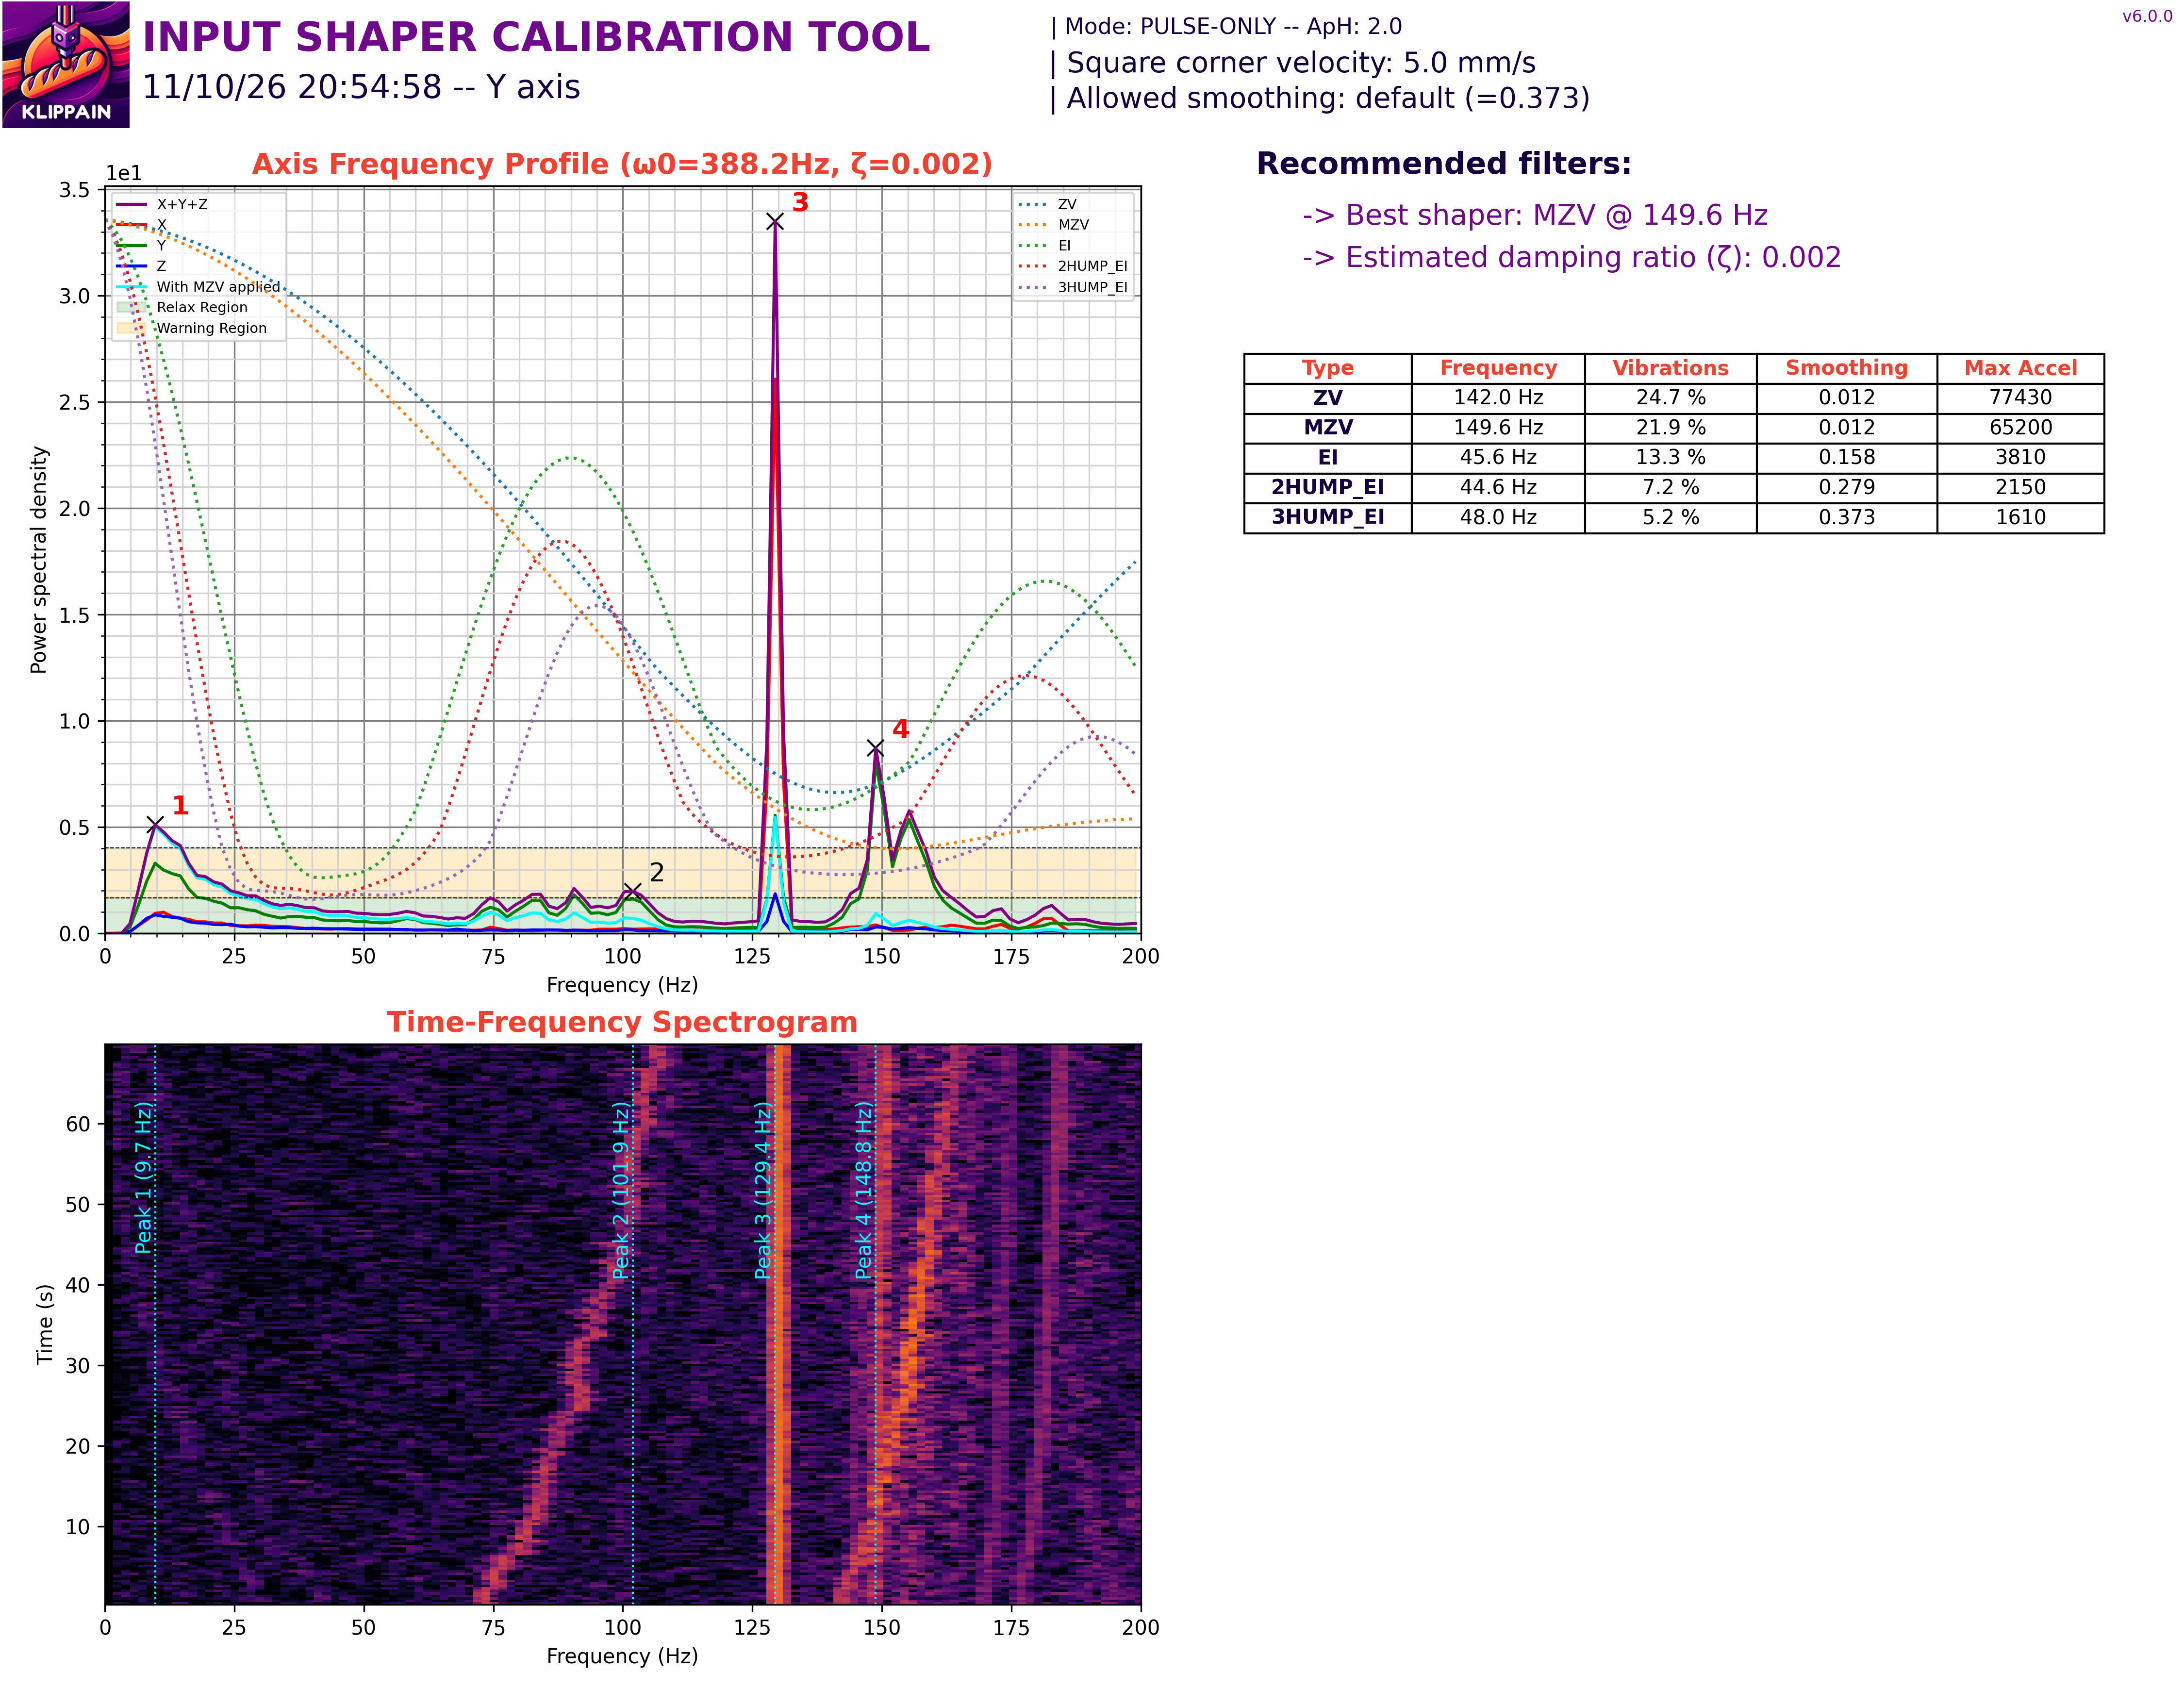 KLIPPAIN
INPUT SHAPER CALIBRATION TOOL
11/10/26 20:54:58 -- Y axis
| Mode: PULSE-ONLY -- ApH: 2.0
| Square corner velocity: 5.0 mm/s
| Allowed smoothing: default (=0.373)
v6.0.0
Axis Frequency Profile (ω0=388.2Hz, ζ=0.002)
1e1
3.5
3.0
2.5
2.0
1.5
1.0
0.5
0.0
Power spectral density
X+Y+Z
X
Y
Z
With MZV applied
Relax Region
Warning Region
ZV
MZV
EI
2HUMP_EI
3HUMP_EI
1
2
3
4
0 25 50 75 100 125 150 175 200
Frequency (Hz)
Recommended filters:
-> Best shaper: MZV @ 149.6 Hz
-> Estimated damping ratio (ζ): 0.002
Type Frequency Vibrations Smoothing Max Accel
ZV 142.0 Hz 24.7 % 0.012 77430
MZV 149.6 Hz 21.9 % 0.012 65200
EI 45.6 Hz 13.3 % 0.158 3810
2HUMP_EI 44.6 Hz 7.2 % 0.279 2150
3HUMP_EI 48.0 Hz 5.2 % 0.373 1610
Time-Frequency Spectrogram
60
50
40
30
20
10
Time (s)
Peak 1 (9.7 Hz)
Peak 2 (101.9 Hz)
Peak 3 (129.4 Hz)
Peak 4 (148.8 Hz)
0 25 50 75 100 125 150 175 200
Frequency (Hz)